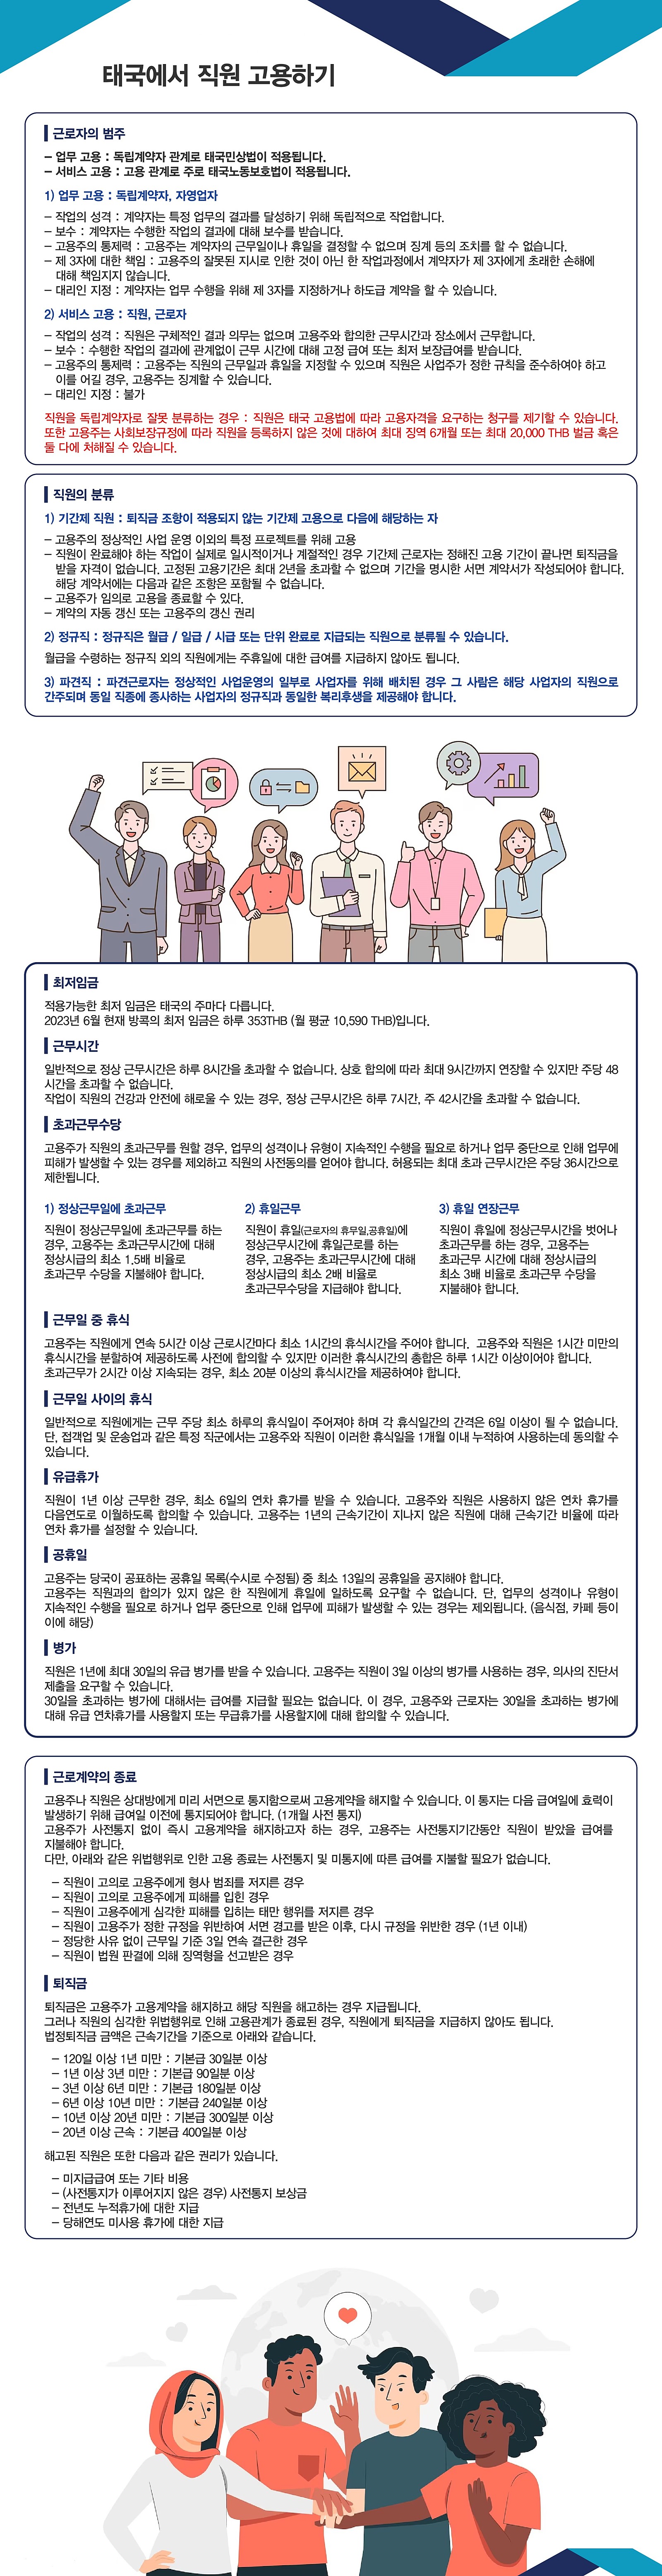 태국에서 직원 고용하기
근로자의 범주
– 업무 고용 : 독립계약자 관계로 태국민상법이 적용됩니다.
– 서비스 고용 : 고용 관계로 주로 태국노동보호법이 적용됩니다.
1) 업무 고용 : 독립계약자, 자영업자
– 작업의 성격 : 계약자는 특정 업무의 결과를 달성하기 위해 독립적으로 작업합니다.
– 보수 : 계약자는 수행한 작업의 결과에 대해 보수를 받습니다.
– 고용주의 통제력 : 고용주는 계약자의 근무일이나 휴일을 결정할 수 없으며 징계 등의 조치를 할 수 없습니다.
– 제 3자에 대한 책임 : 고용주의 잘못된 지시로 인한 것이 아닌 한 작업과정에서 계약자가 제 3자에게 초래한 손해에
대해 책임지지 않습니다.
– 대리인 지정 : 계약자는 업무 수행을 위해 제 3자를 지정하거나 하도급 계약을 할 수 있습니다.
2) 서비스 고용 : 직원, 근로자
– 작업의 성격 : 직원은 구체적인 결과 의무는 없으며 고용주와 합의한 근무시간과 장소에서 근무합니다.
– 보수 : 수행한 작업의 결과에 관계없이 근무 시간에 대해 고정 급여 또는 최저 보장급여를 받습니다.
– 고용주의 통제력 : 고용주는 직원의 근무일과 휴일을 지정할 수 있으며 직원은 사업주가 정한 규칙을 준수하여야 하고
이를 어길 경우, 고용주는 징계할 수 있습니다.
– 대리인 지정 : 불가
직원을 독립계약자로 잘못 분류하는 경우 : 직원은 태국 고용법에 따라 고용자격을 요구하는 청구를 제기할 수 있습니다.
또한 고용주는 사회보장규정에 따라 직원을 등록하지 않은 것에 대하여 최대 징역 6개월 또는 최대 20,000 THB 벌금 혹은
둘 다에 처해질 수 있습니다.
직원의 분류
1) 기간제 직원 : 퇴직금 조항이 적용되지 않는 기간제 고용으로 다음에 해당하는 자
– 고용주의 정상적인 사업 운영 이외의 특정 프로젝트를 위해 고용
– 직원이 완료해야 하는 작업이 실제로 일시적이거나 계절적인 경우 기간제 근로자는 정해진 고용 기간이 끝나면 퇴직금을
받을 자격이 없습니다. 고정된 고용기간은 최대 2년을 초과할 수 없으며 기간을 명시한 서면 계약서가 작성되어야 합니다.
해당 계약서에는 다음과 같은 조항은 포함될 수 없습니다.
– 고용주가 임의로 고용을 종료할 수 있다.
– 계약의 자동 갱신 또는 고용주의 갱신 권리
2) 정규직 : 정규직은 월급 / 일급 / 시급 또는 단위 완료로 지급되는 직원으로 분류될 수 있습니다.
월급을 수령하는 정규직 외의 직원에게는 주휴일에 대한 급여를 지급하지 않아도 됩니다.
3) 파견직 : 파견근로자는 정상적인 사업운영의 일부로 사업자를 위해 배치된 경우 그 사람은 해당 사업자의 직원으로
간주되며 동일 직종에 종사하는 사업자의 정규직과 동일한 복리후생을 제공해야 합니다.
최저임금
적용가능한 최저 임금은 태국의 주마다 다릅니다.
2023년 6월 현재 방콕의 최저 임금은 하루 353THB (월 평균 10,590 THB)입니다.
근무시간
일반적으로 정상 근무시간은 하루 8시간을 초과할 수 없습니다. 상호 합의에 따라 최대 9시간까지 연장할 수 있지만 주당 48
시간을 초과할 수 없습니다.
작업이 직원의 건강과 안전에 해로울 수 있는 경우, 정상 근무시간은 하루 7시간, 주 42시간을 초과할 수 없습니다.
초과근무수당
고용주가 직원의 초과근무를 원할 경우, 업무의 성격이나 유형이 지속적인 수행을 필요로 하거나 업무 중단으로 인해 업무에
피해가 발생할 수 있는 경우를 제외하고 직원의 사전동의를 얻어야 합니다. 허용되는 최대 초과 근무시간은 주당 36시간으로
제한됩니다.
1) 정상근무일에 초과근무
직원이 정상근무일에 초과근무를 하는
경우, 고용주는 초과근무시간에 대해
정상시급의 최소 1.5배 비율로
초과근무 수당을 지불해야 합니다.
2) 휴일근무
직원이 휴일(근로자의 휴무일,공휴일)에
정상근무시간에 휴일근로를 하는
경우, 고용주는 초과근무시간에 대해
정상시급의 최소 2배 비율로
초과근무수당을 지급해야 합니다.
3) 휴일 연장근무
직원이 휴일에 정상근무시간을 벗어나
초과근무를 하는 경우, 고용주는
초과근무 시간에 대해 정상시급의
최소 3배 비율로 초과근무 수당을
지불해야 합니다.
근무일 중 휴식
고용주는 직원에게 연속 5시간 이상 근로시간마다 최소 1시간의 휴식시간을 주어야 합니다. 고용주와 직원은 1시간 미만의
휴식시간을 분할하여 제공하도록 사전에 합의할 수 있지만 이러한 휴식시간의 총합은 하루 1시간 이상이어야 합니다.
초과근무가 2시간 이상 지속되는 경우, 최소 20분 이상의 휴식시간을 제공하여야 합니다.
근무일 사이의 휴식
일반적으로 직원에게는 근무 주당 최소 하루의 휴식일이 주어져야 하며 각 휴식일간의 간격은 6일 이상이 될 수 없습니다.
단, 접객업 및 운송업과 같은 특정 직군에서는 고용주와 직원이 이러한 휴식일을 1개월 이내 누적하여 사용하는데 동의할 수
있습니다.
유급휴가
직원이 1년 이상 근무한 경우, 최소 6일의 연차 휴가를 받을 수 있습니다. 고용주와 직원은 사용하지 않은 연차 휴가를
다음연도로 이월하도록 합의할 수 있습니다. 고용주는 1년의 근속기간이 지나지 않은 직원에 대해 근속기간 비율에 따라
연차 휴가를 설정할 수 있습니다.
공휴일
고용주는 당국이 공표하는 공휴일 목록(수시로 수정됨) 중 최소 13일의 공휴일을 공지해야 합니다.
고용주는 직원과의 합의가 있지 않은 한 직원에게 휴일에 일하도록 요구할 수 없습니다. 단, 업무의 성격이나 유형이
지속적인 수행을 필요로 하거나 업무 중단으로 인해 업무에 피해가 발생할 수 있는 경우는 제외됩니다. (음식점, 카페 등이
이에 해당)
병가
직원은 1년에 최대 30일의 유급 병가를 받을 수 있습니다. 고용주는 직원이 3일 이상의 병가를 사용하는 경우, 의사의 진단서
제출을 요구할 수 있습니다.
30일을 초과하는 병가에 대해서는 급여를 지급할 필요는 없습니다. 이 경우, 고용주와 근로자는 30일을 초과하는 병가에
대해 유급 연차휴가를 사용할지 또는 무급휴가를 사용할지에 대해 합의할 수 있습니다.
근로계약의 종료
고용주나 직원은 상대방에게 미리 서면으로 통지함으로써 고용계약을 해지할 수 있습니다. 이 통지는 다음 급여일에 효력이
발생하기 위해 급여일 이전에 통지되어야 합니다. (1개월 사전 통지)
고용주가 사전통지 없이 즉시 고용계약을 해지하고자 하는 경우, 고용주는 사전통지기간동안 직원이 받았을 급여를
지불해야 합니다.
다만, 아래와 같은 위법행위로 인한 고용 종료는 사전통지 및 미통지에 따른 급여를 지불할 필요가 없습니다.
– 직원이 고의로 고용주에게 형사 범죄를 저지른 경우
– 직원이 고의로 고용주에게 피해를 입힌 경우
– 직원이 고용주에게 심각한 피해를 입히는 태만 행위를 저지른 경우
– 직원이 고용주가 정한 규정을 위반하여 서면 경고를 받은 이후, 다시 규정을 위반한 경우 (1년 이내)
– 정당한 사유 없이 근무일 기준 3일 연속 결근한 경우
– 직원이 법원 판결에 의해 징역형을 선고받은 경우
퇴직금
퇴직금은 고용주가 고용계약을 해지하고 해당 직원을 해고하는 경우 지급됩니다.
그러나 직원의 심각한 위법행위로 인해 고용관계가 종료된 경우, 직원에게 퇴직금을 지급하지 않아도 됩니다.
법정퇴직금 금액은 근속기간을 기준으로 아래와 같습니다.
– 120일 이상 1년 미만 : 기본급 30일분 이상
– 1년 이상 3년 미만 : 기본급 90일분 이상
– 3년 이상 6년 미만 : 기본급 180일분 이상
– 6년 이상 10년 미만 : 기본급 240일분 이상
– 10년 이상 20년 미만 : 기본급 300일분 이상
– 20년 이상 근속 : 기본급 400일분 이상
해고된 직원은 또한 다음과 같은 권리가 있습니다.
– 미지급급여 또는 기타 비용
– (사전통지가 이루어지지 않은 경우) 사전통지 보상금
– 전년도 누적휴가에 대한 지급
– 당해연도 미사용 휴가에 대한 지급